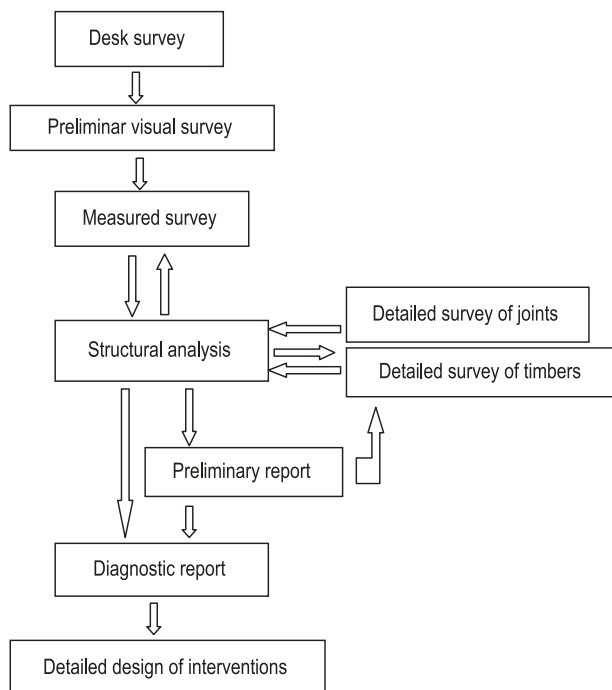 Desk survey
Preliminar visual survey
Measured survey
Detailed survey of joints
Structural analysis
Detailed survey of timbers
Preliminary report
Diagnostic report
Detailed design of interventions